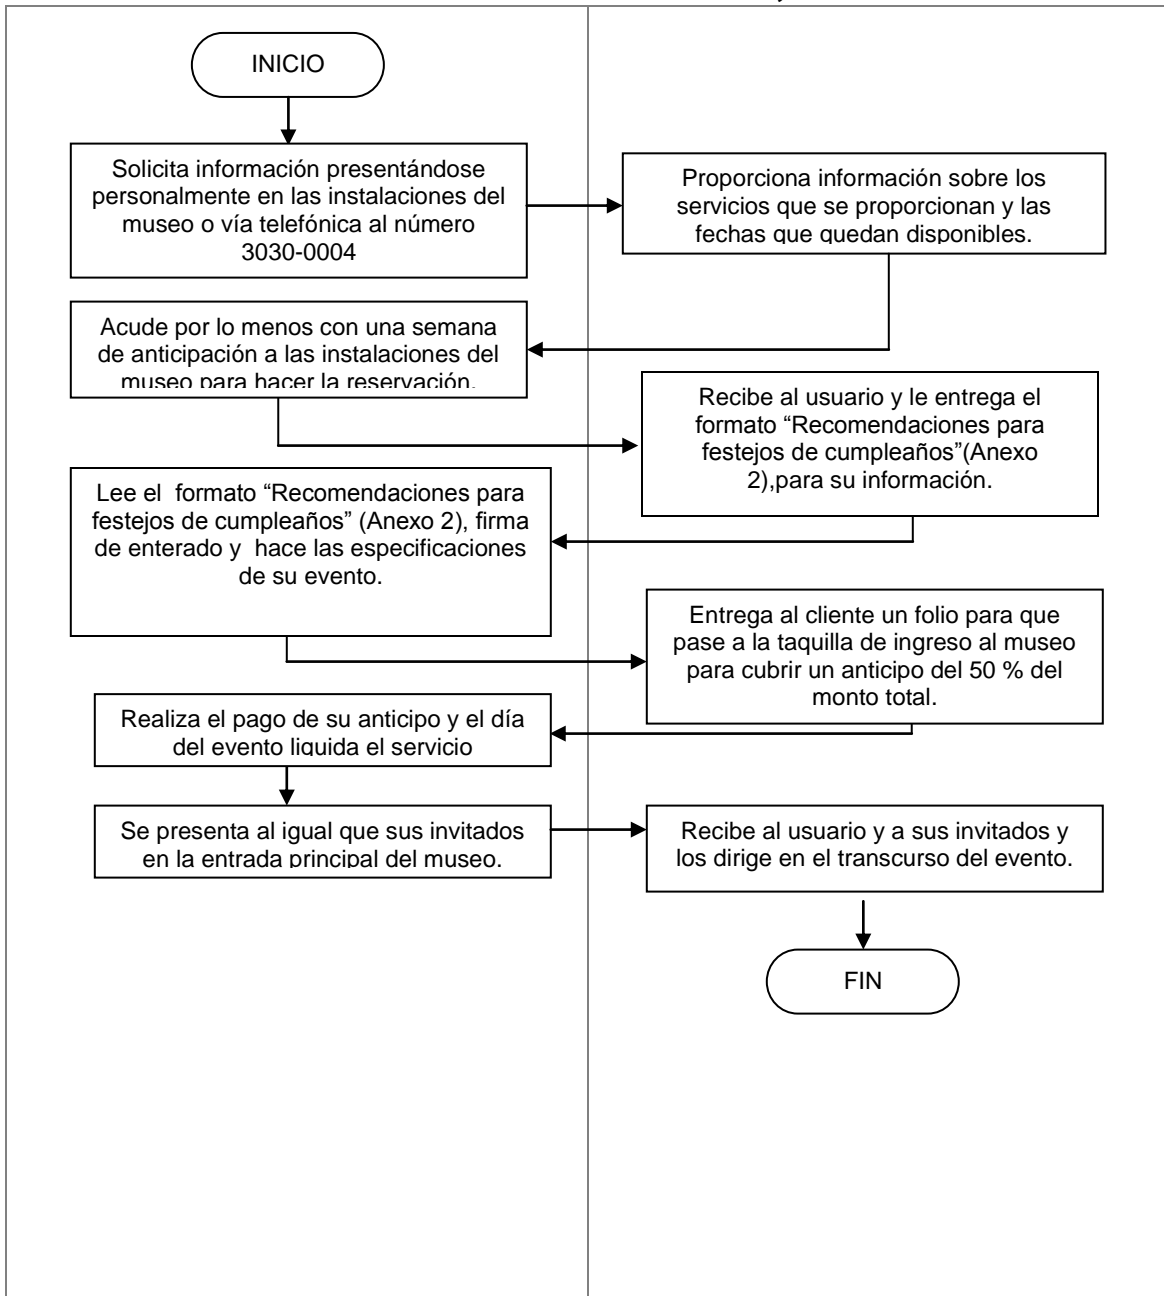 INICIO
Solicita información presentándose
personalmente en las instalaciones del
museo o vía telefónica al número
3030-0004
Proporciona información sobre los
servicios que se proporcionan y las
fechas que quedan disponibles.
Acude por lo menos con una semana
de anticipación a las instalaciones del
museo para hacer la reservación.
Recibe al usuario y le entrega el
formato “Recomendaciones para
festejos de cumpleaños”(Anexo
2),para su información.
Lee el  formato “Recomendaciones para
festejos de cumpleaños” (Anexo 2), firma
de enterado y  hace las especificaciones
de su evento.
Entrega al cliente un folio para que
pase a la taquilla de ingreso al museo
para cubrir un anticipo del 50 % del
monto total.
Realiza el pago de su anticipo y el día
del evento liquida el servicio
Se presenta al igual que sus invitados
en la entrada principal del museo.
Recibe al usuario y a sus invitados y
los dirige en el transcurso del evento.
FIN